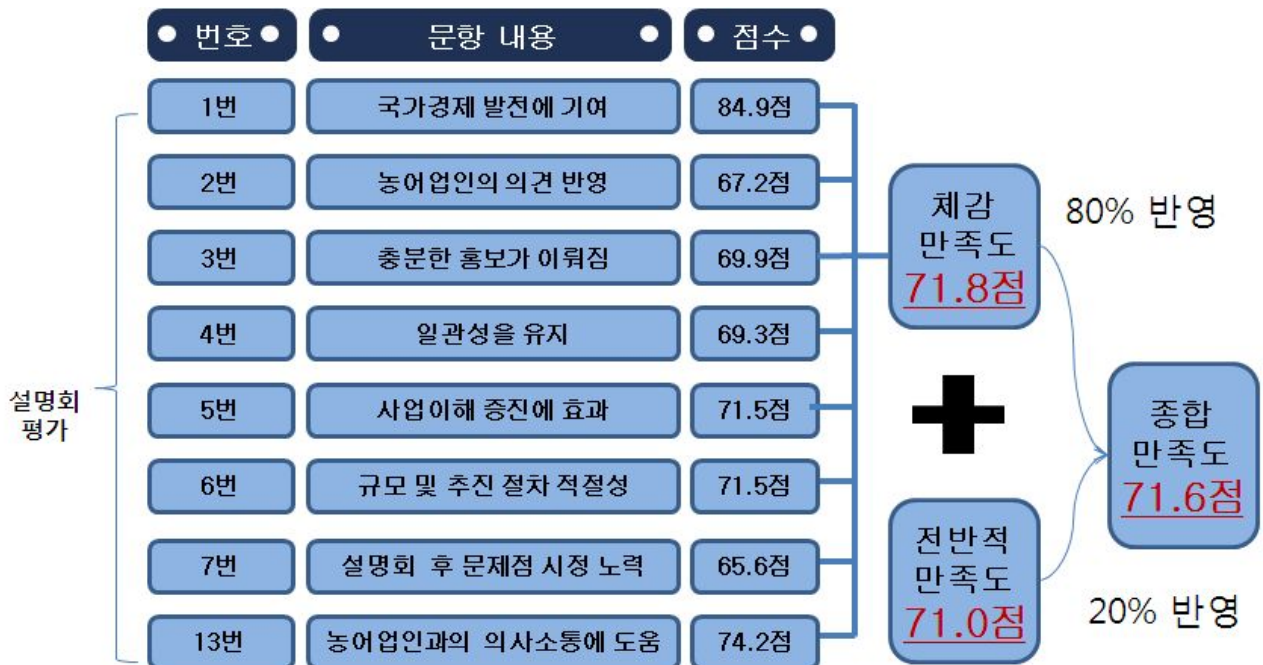 번호 문항 내용 점수
1번 국가경제 발전에 기여 84.9점
2번 농어업인의 의견 반영 67.2점
3번 충분한 홍보가 이뤄짐 69.9점
4번 일관성을 유지 69.3점
5번 사업이해 증진에 효과 71.5점
6번 규모 및 추진 절차 적절성 71.5점
7번 설명회 후 문제점 시정 노력 65.6점
13번 농어업인과의 의사소통에 도움 74.2점
설명회
평가
체감
만족도
71.8점
80% 반영
전반적
만족도
71.0점
20% 반영
종합
만족도
71.6점